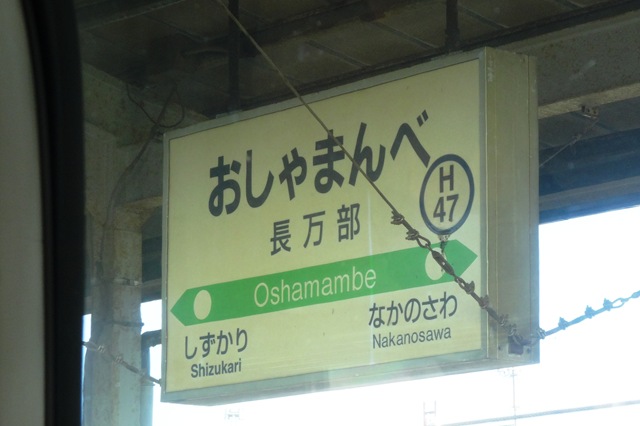 おしゃまんべ
H
47
長万部
Oshamambe
しずかり
Shizukari
なかのさわ
Nakanosawa